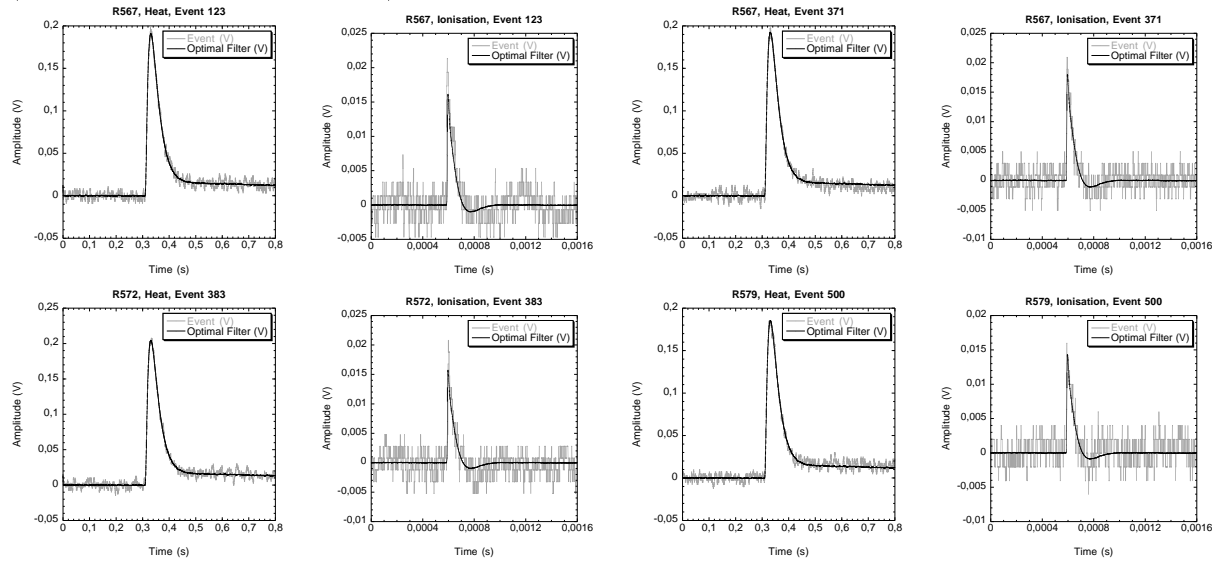 R567, Heat, Event 123
Event (V)
Optimal Filter (V)
Amplitude (V)
0,2
0,15
0,1
0,05
0
-0,05
0 0,1 0,2 0,3 0,4 0,5 0,6 0,7 0,8
Time (s)
R567, Ionisation, Event 123
Event (V)
Optimal Filter (V)
Amplitude (V)
0,025
0,02
0,015
0,01
0,005
0
-0,005
0 0,0004 0,0008 0,0012 0,0016
Time (s)
R567, Heat, Event 371
Event (V)
Optimal Filter (V)
Amplitude (V)
0,2
0,15
0,1
0,05
0
-0,05
0 0,1 0,2 0,3 0,4 0,5 0,6 0,7 0,8
Time (s)
R567, Ionisation, Event 371
Event (V)
Optimal Filter (V)
Amplitude (V)
0,025
0,02
0,015
0,01
0,005
0
-0,005
-0,01
0 0,0004 0,0008 0,0012 0,0016
Time (s)
R572, Heat, Event 383
Event (V)
Optimal Filter (V)
Amplitude (V)
0,25
0,2
0,15
0,1
0,05
0
-0,05
0 0,1 0,2 0,3 0,4 0,5 0,6 0,7 0,8
Time (s)
R572, Ionisation, Event 383
Event (V)
Optimal Filter (V)
Amplitude (V)
0,025
0,02
0,015
0,01
0,005
0
-0,005
-0,01
0 0,0004 0,0008 0,0012 0,0016
Time (s)
R579, Heat, Event 500
Event (V)
Optimal Filter (V)
Amplitude (V)
0,2
0,15
0,1
0,05
0
-0,05
0 0,1 0,2 0,3 0,4 0,5 0,6 0,7 0,8
Time (s)
R579, Ionisation, Event 500
Event (V)
Optimal Filter (V)
Amplitude (V)
0,02
0,015
0,01
0,005
0
-0,005
-0,01
0 0,0004 0,0008 0,0012 0,0016
Time (s)